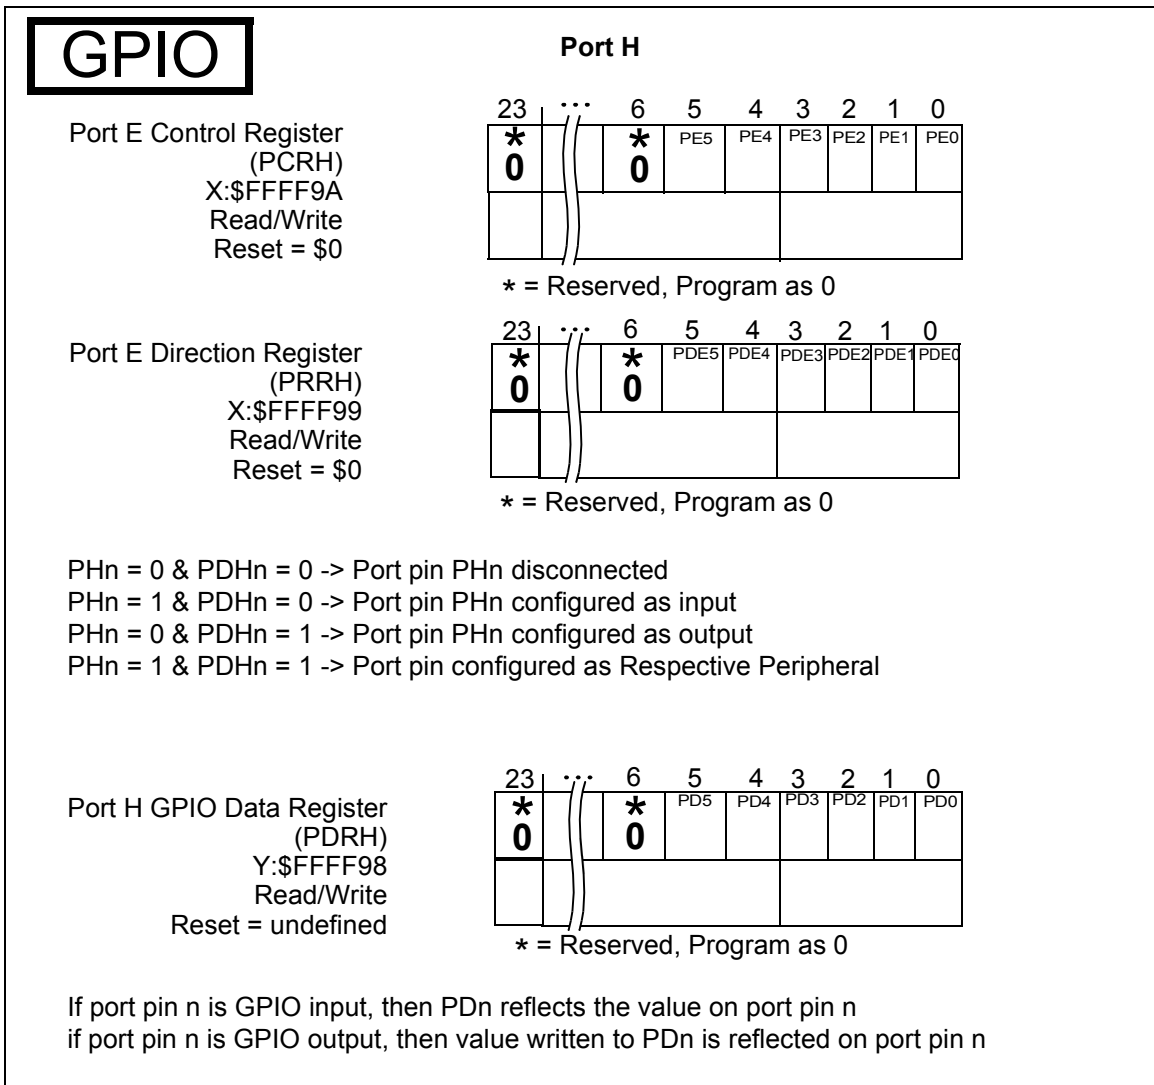 GPIO
Port H
Port E Control Register
(PCRH)
X:$FFFF9A
Read/Write
Reset = $0
23 ... 6 5 4 3 2 1 0
* * PE5 PE4 PE3 PE2 PE1 PE0
0 0
* = Reserved, Program as 0
Port E Direction Register
(PRRH)
X:$FFFF99
Read/Write
Reset = $0
23 ... 6 5 4 3 2 1 0
* * PDE5 PDE4 PDE3 PDE2 PDE1 PDE0
0 0
* = Reserved, Program as 0
PHn = 0 & PDHn = 0 -> Port pin PHn disconnected
PHn = 1 & PDHn = 0 -> Port pin PHn configured as input
PHn = 0 & PDHn = 1 -> Port pin PHn configured as output
PHn = 1 & PDHn = 1 -> Port pin configured as Respective Peripheral
Port H GPIO Data Register
(PDRH)
Y:$FFFF98
Read/Write
Reset = undefined
23 ... 6 5 4 3 2 1 0
* * PD5 PD4 PD3 PD2 PD1 PD0
0 0
* = Reserved, Program as 0
If port pin n is GPIO input, then PDn reflects the value on port pin n
if port pin n is GPIO output, then value written to PDn is reflected on port pin n